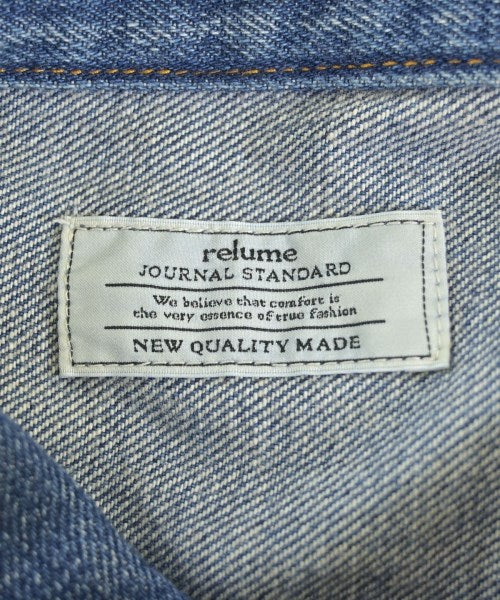 relume
JOURNAL STANDARD
We believe that comfort is
the very essence of true fashion
NEW QUALITY MADE